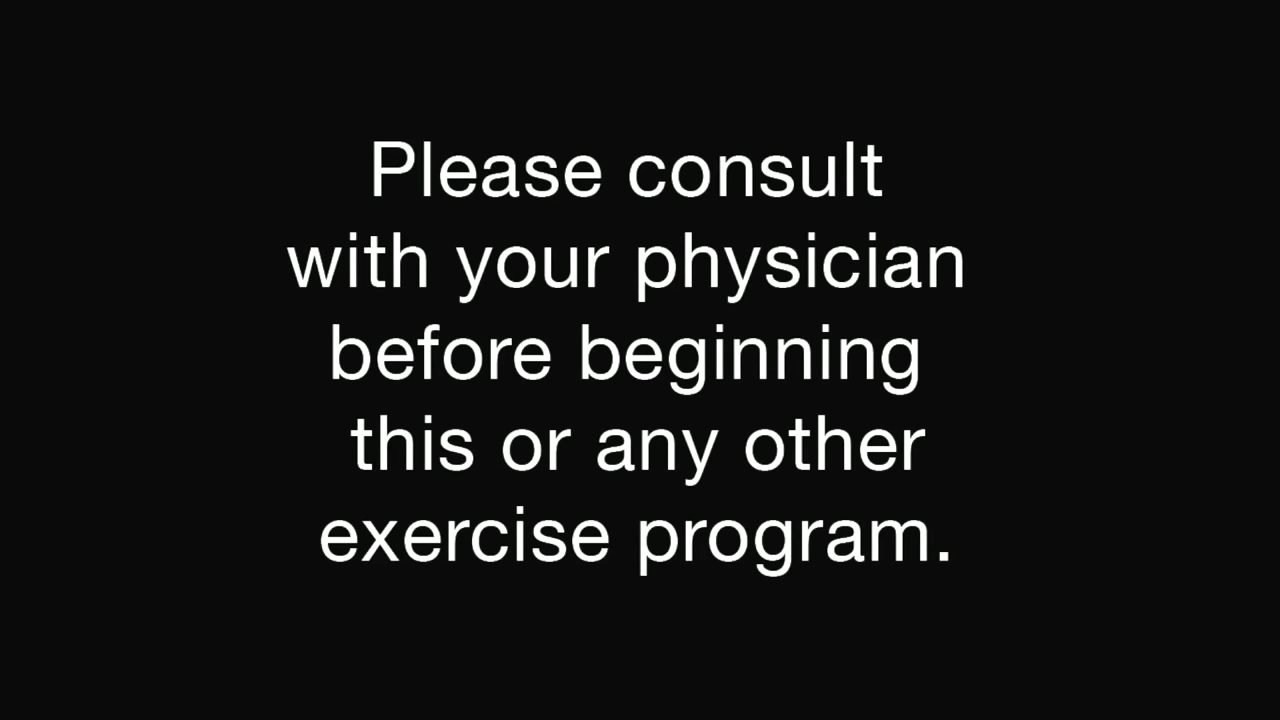 Please consult
with your physician
before beginning
this or any other
exercise program.